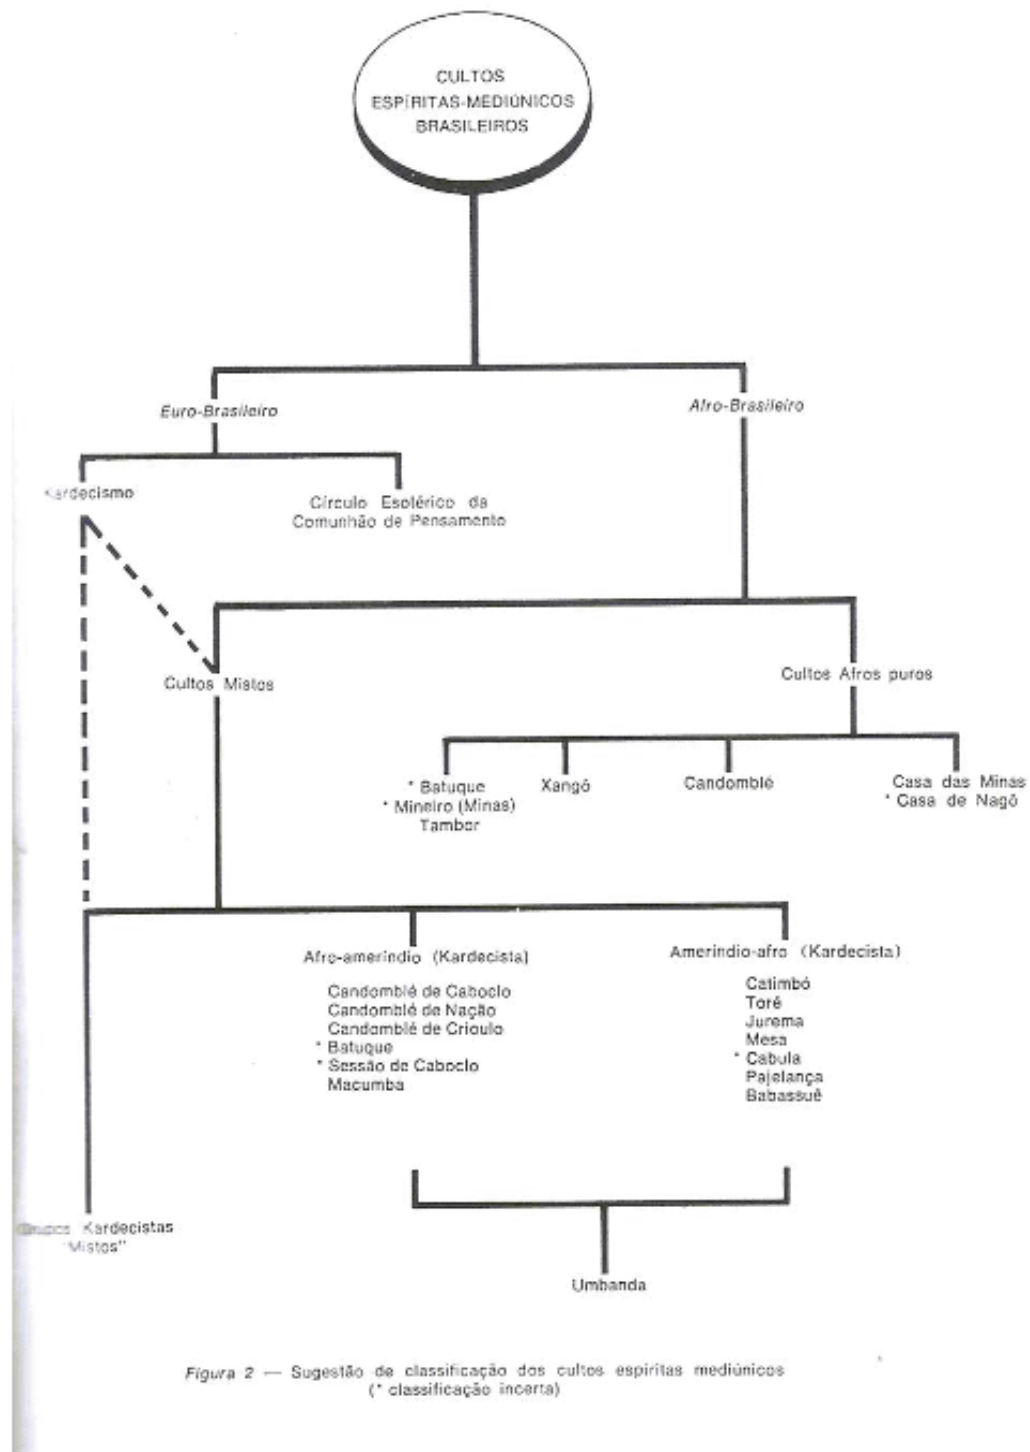 CULTOS
ESPÍRITAS-MEDIÚNICOS
BRASILEIROS
Euro-Brasileiro
Afro-Brasileiro
Kardecismo
Círculo Esotérico da
Comunhão de Pensamento
Cultos Mistos
Cultos Afros puros
* Batuque
* Mineiro (Minas)
Tambor
Xangô
Candomblé
Casa das Minas
* Casa de Nagô
Afro-ameríndio (Kardecista)
Candomblé de Caboclo
Candomblé de Nação
Candomblé de Crioulo
* Batuque
* Sessão de Caboclo
Macumba
Ameríndio-afro (Kardecista)
Catimbó
Torê
Jurema
Mesa
* Cabula
Pajelança
Babassuê
Grupos Kardecistas
"Mistos"
Umbanda
Figura 2 — Sugestão de classificação dos cultos espíritas mediúnicos
(* classificação incerta)